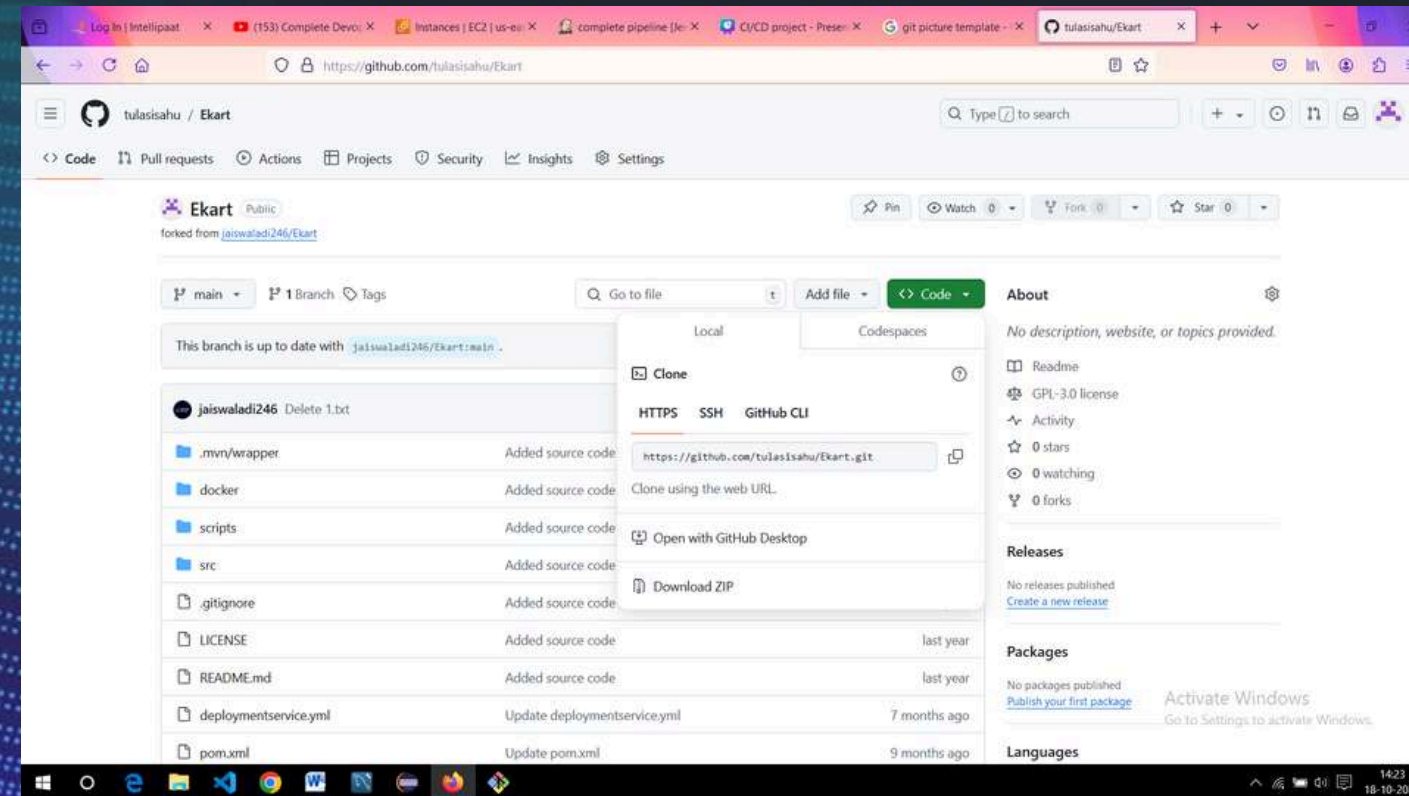 Log In | Intellipaat
(153) Complete Devo
Instances | EC2 | us-ea
complete pipeline (Je
CI/CD project - Presen
git picture template -
tulasisahu/Ekart
https://github.com/tulasisahu/Ekart
tulasisahu / Ekart
Type / to search
Code Pull requests Actions Projects Security Insights Settings
Ekart Public
Pin Watch 0 Fork 0 Star 0
forked from jaiswaladi246/Ekart
main 1 Branch Tags
Go to file t Add file <> Code
About
Local Codespaces
No description, website, or topics provided.
This branch is up to date with jaiswaladi246/Ekart:main .
Clone
Readme
GPL-3.0 license
jaiswaladi246 Delete 1.txt
HTTPS SSH GitHub CLI
Activity
0 stars
.mvn/wrapper Added source code
https://github.com/tulasisahu/Ekart.git
0 watching
docker Added source code
Clone using the web URL.
0 forks
scripts Added source code
Open with GitHub Desktop
Releases
src Added source code
Download ZIP
No releases published
Create a new release
.gitignore Added source code
LICENSE Added source code last year
Packages
README.md Added source code last year
No packages published
Publish your first package
deploymentservice.yml Update deploymentservice.yml 7 months ago
Activate Windows
Go to Settings to activate Windows.
pom.xml Update pom.xml 9 months ago
Languages
14:23
18-10-20